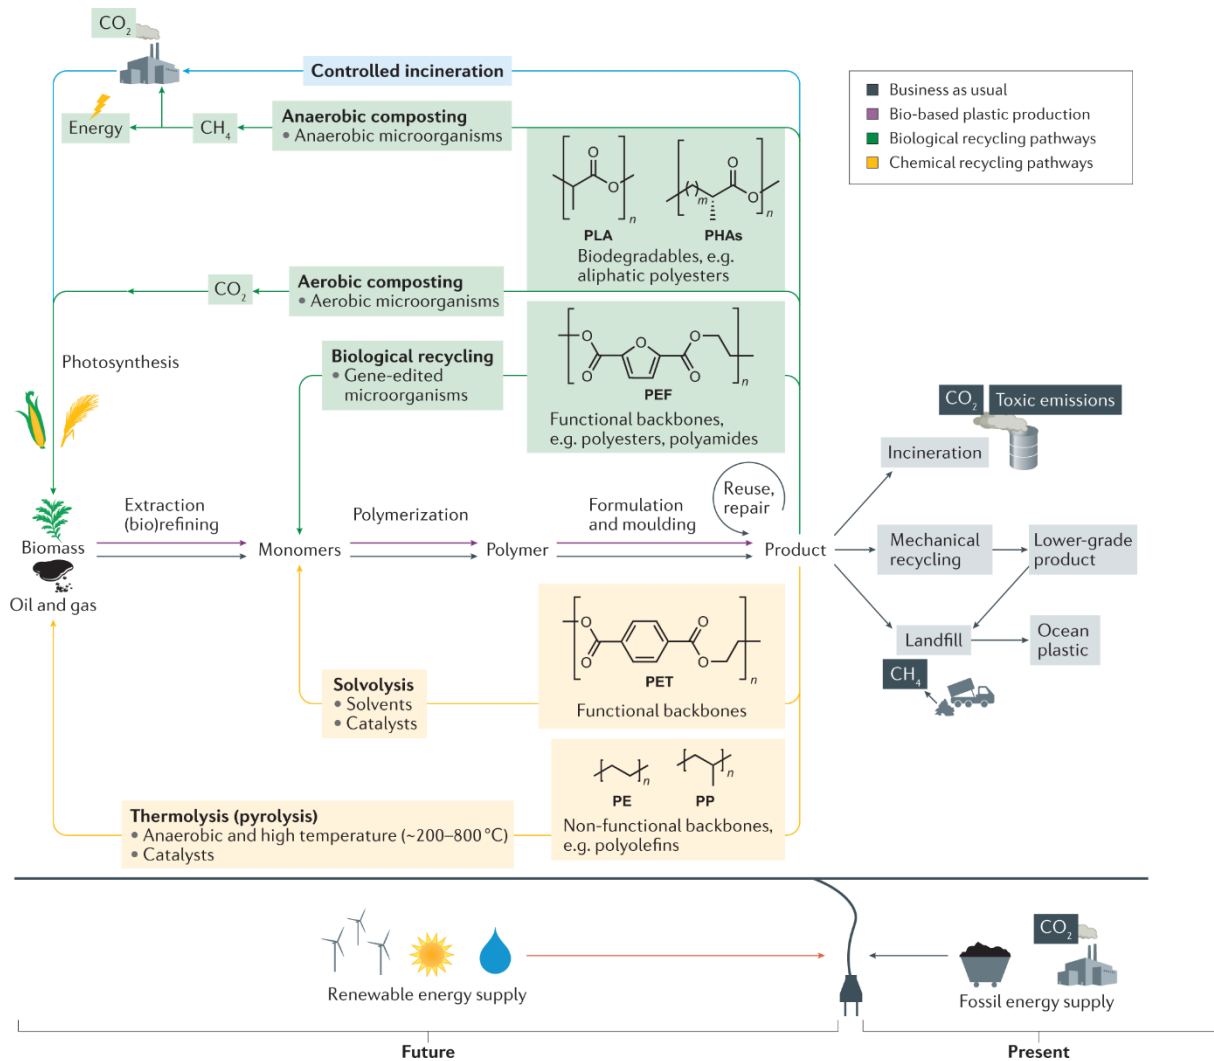 CO₂
Controlled incineration
Business as usual
Bio-based plastic production
Biological recycling pathways
Chemical recycling pathways
Energy
CH₄
Anaerobic composting
• Anaerobic microorganisms
O
O
n
PLA
m
O
O
n
PHAs
Biodegradables, e.g.
aliphatic polyesters
CO₂
Aerobic composting
• Aerobic microorganisms
Photosynthesis
Biological recycling
• Gene-edited
microorganisms
O
O
O
O
O
n
PEF
Functional backbones,
e.g. polyesters, polyamides
CO₂
Toxic emissions
Incineration
Reuse,
repair
Extraction
(bio)refining
Polymerization
Formulation
and moulding
Biomass
Monomers
Polymer
Product
Mechanical
recycling
Lower-grade
product
Oil and gas
Landfill
Ocean
plastic
CH₄
O
O
O
O
n
PET
Functional backbones
Solvolysis
• Solvents
• Catalysts
n
PE
n
PP
Non-functional backbones,
e.g. polyolefins
Thermolysis (pyrolysis)
• Anaerobic and high temperature (~200–800 °C)
• Catalysts
CO₂
Renewable energy supply
Fossil energy supply
Future
Present